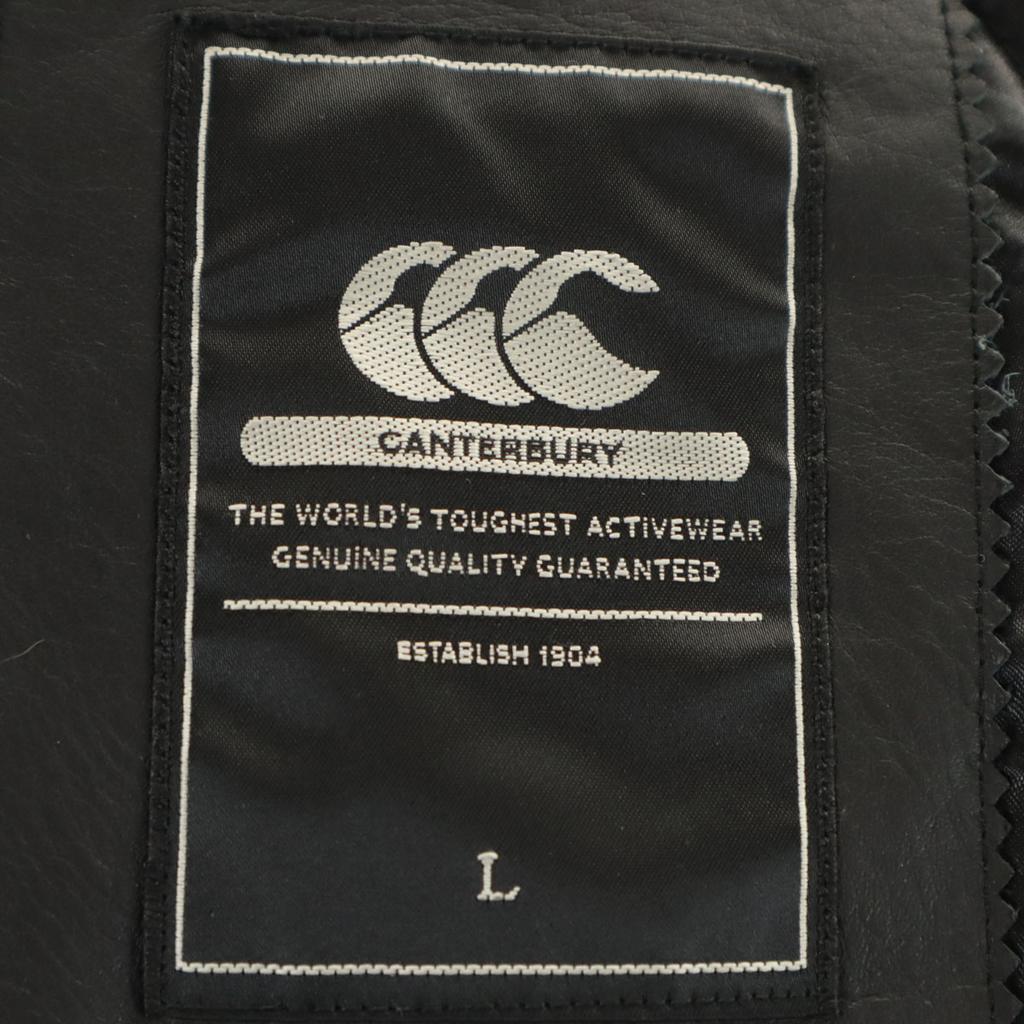 CANTERBURY
THE WORLD'S TOUGHEST ACTIVEWEAR
GENUINE QUALITY GUARANTEED
ESTABLISH 1904
L